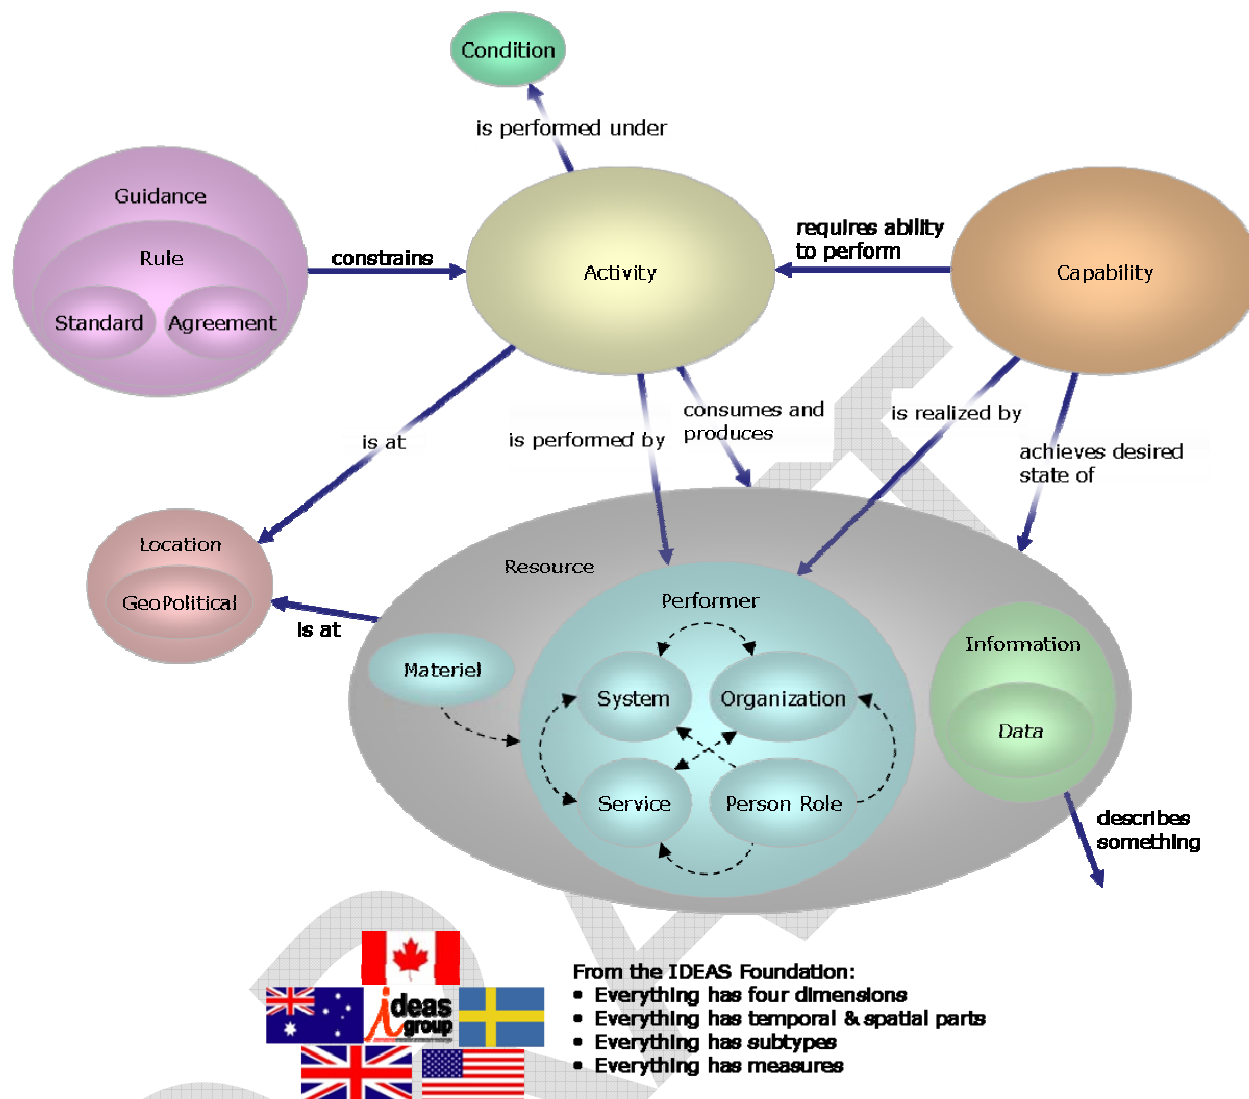 Condition
is performed under
Guidance
Rule
Standard
Agreement
constrains
Activity
requires ability
to perform
Capability
is at
is performed by
consumes and
produces
is realized by
achieves desired
state of
Location
GeoPolitical
is at
Resource
Performer
Materiel
System
Organization
Service
Person Role
Information
Data
describes
something
ideas
group
From the IDEAS Foundation:
• Everything has four dimensions
• Everything has temporal & spatial parts
• Everything has subtypes
• Everything has measures